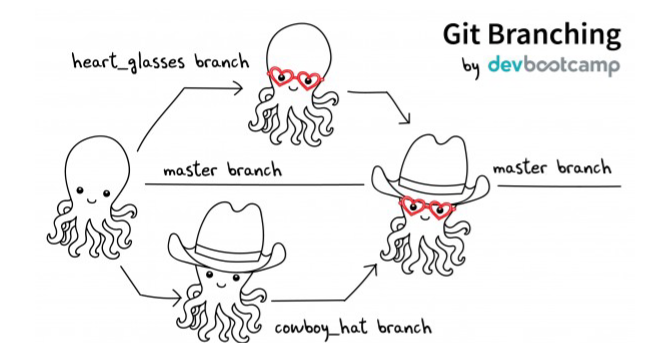 Git Branching
by devbootcamp
heart_glasses branch
master branch
master branch
cowboy_hat branch